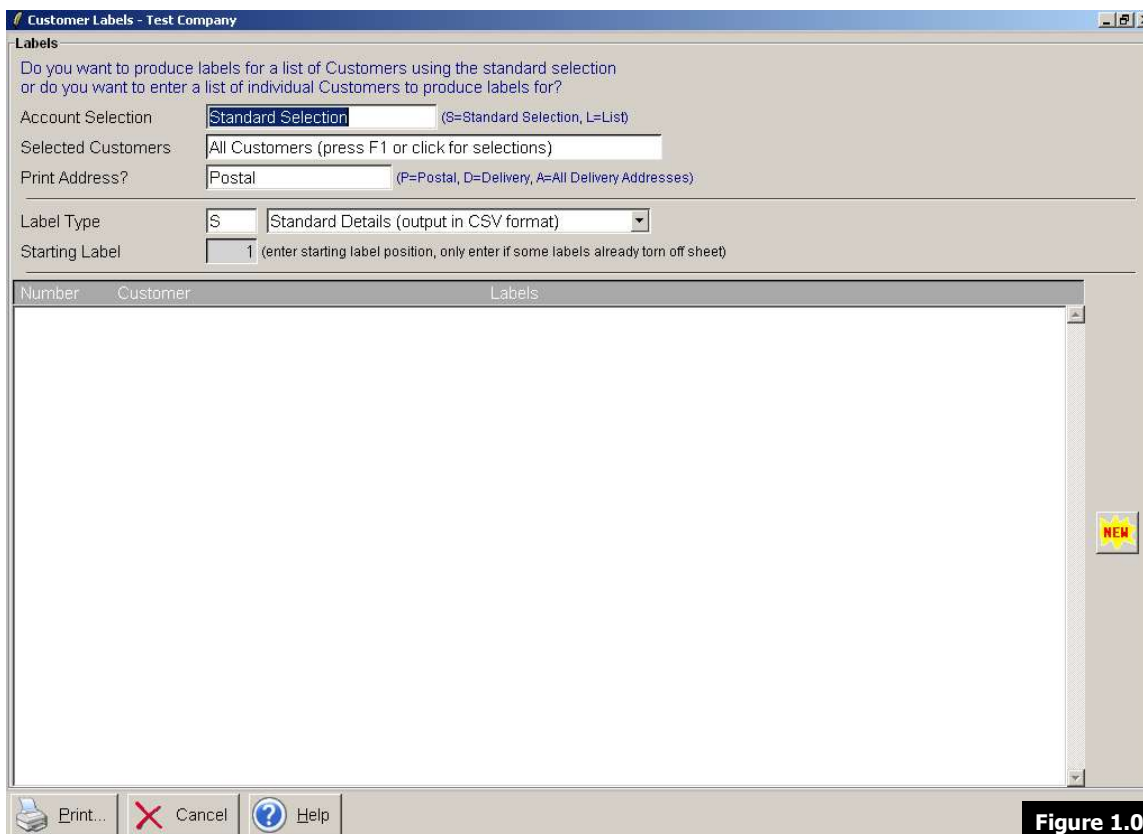 Customer Labels - Test Company
Labels
Do you want to produce labels for a list of Customers using the standard selection
or do you want to enter a list of individual Customers to produce labels for?
Account Selection Standard Selection (S=Standard Selection, L=List)
Selected Customers All Customers (press F1 or click for selections)
Print Address? Postal (P=Postal, D=Delivery, A=All Delivery Addresses)
Label Type S Standard Details (output in CSV format)
Starting Label 1 (enter starting label position, only enter if some labels already torn off sheet)
Number Customer Labels
NEW
Print... Cancel ? Help
Figure 1.0